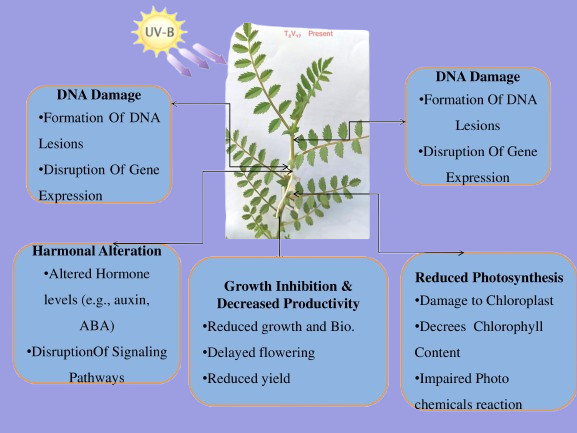 UV-B
T₂V₁₇ Present
DNA Damage
•Formation Of DNA
Lesions
•Disruption Of Gene
Expression
DNA Damage
•Formation Of DNA
Lesions
•Disruption Of Gene
Expression
Harmonal Alteration
•Altered Hormone
levels (e.g., auxin,
ABA)
•DisruptionOf Signaling
Pathways
Growth Inhibition &
Decreased Productivity
•Reduced growth and Bio.
•Delayed flowering
•Reduced yield
Reduced Photosynthesis
•Damage to Chloroplast
•Decrees Chlorophyll
Content
•Impaired Photo
chemicals reaction